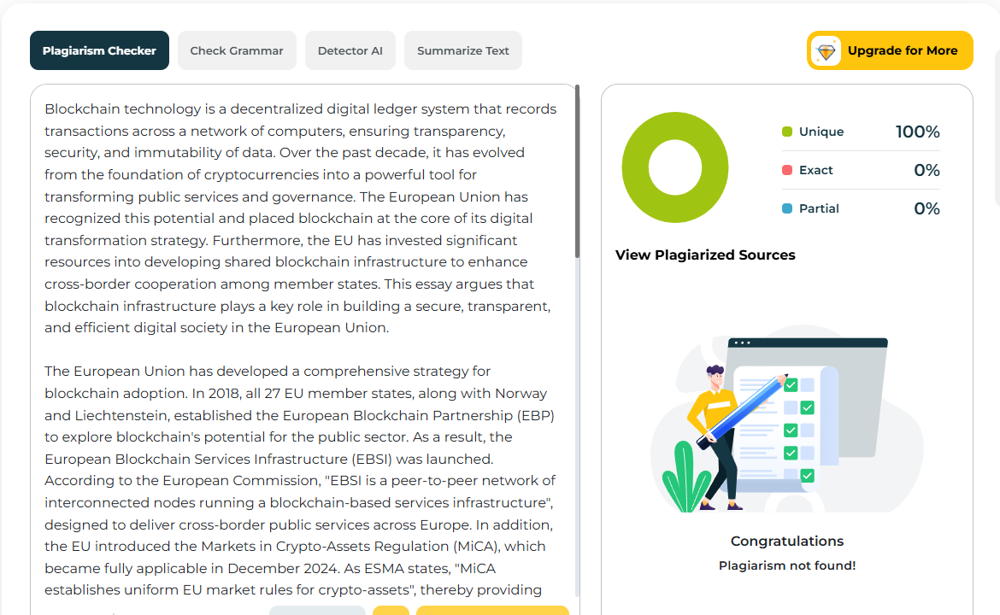 Plagiarism Checker
Check Grammar
Detector AI
Summarize Text
Upgrade for More
Blockchain technology is a decentralized digital ledger system that records
transactions across a network of computers, ensuring transparency,
security, and immutability of data. Over the past decade, it has evolved
from the foundation of cryptocurrencies into a powerful tool for
transforming public services and governance. The European Union has
recognized this potential and placed blockchain at the core of its digital
transformation strategy. Furthermore, the EU has invested significant
resources into developing shared blockchain infrastructure to enhance
cross-border cooperation among member states. This essay argues that
blockchain infrastructure plays a key role in building a secure, transparent,
and efficient digital society in the European Union.
The European Union has developed a comprehensive strategy for
blockchain adoption. In 2018, all 27 EU member states, along with Norway
and Liechtenstein, established the European Blockchain Partnership (EBP)
to explore blockchain's potential for the public sector. As a result, the
European Blockchain Services Infrastructure (EBSI) was launched.
According to the European Commission, "EBSI is a peer-to-peer network of
interconnected nodes running a blockchain-based services infrastructure",
designed to deliver cross-border public services across Europe. In addition,
the EU introduced the Markets in Crypto-Assets Regulation (MiCA), which
became fully applicable in December 2024. As ESMA states, "MiCA
establishes uniform EU market rules for crypto-assets", thereby providing
Unique 100%
Exact 0%
Partial 0%
View Plagiarized Sources
Congratulations
Plagiarism not found!